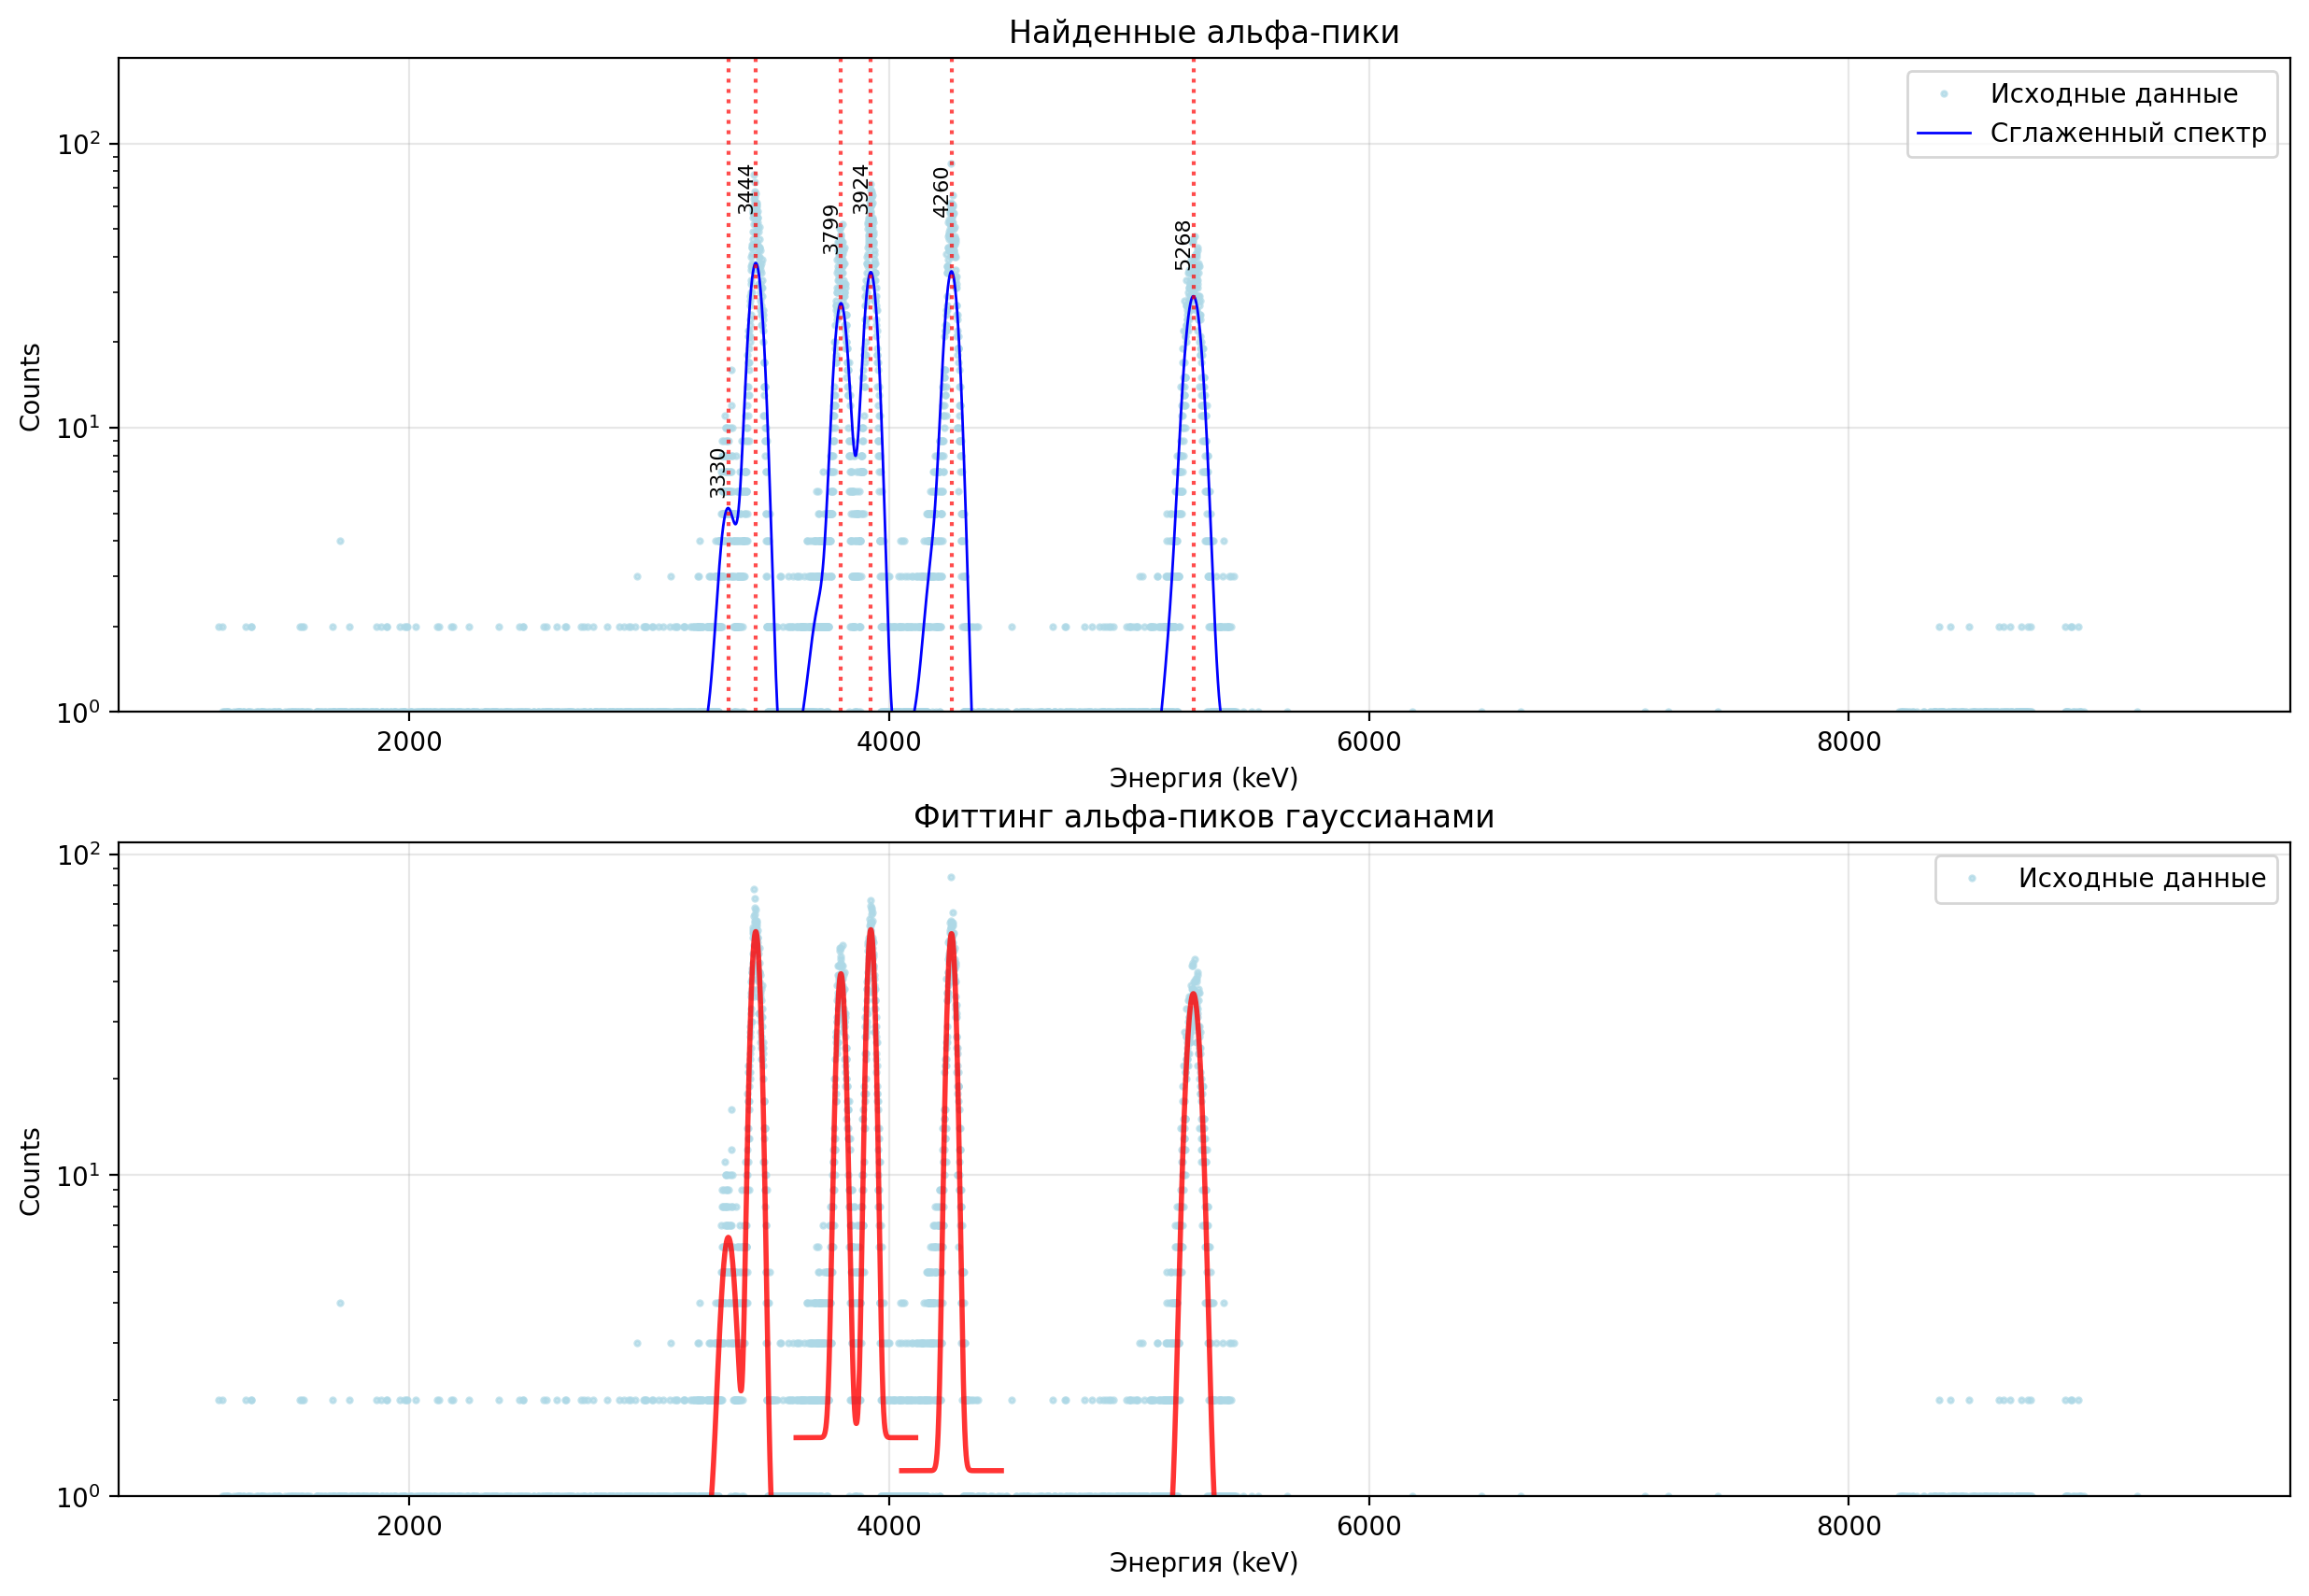 Найденные альфа-пики
Исходные данные
Сглаженный спектр
3330
3444
3799
3924
4260
5268
Counts
10²
10¹
10⁰
2000
4000
6000
8000
Энергия (keV)
Фиттинг альфа-пиков гауссианами
Исходные данные
Counts
10²
10¹
10⁰
2000
4000
6000
8000
Энергия (keV)